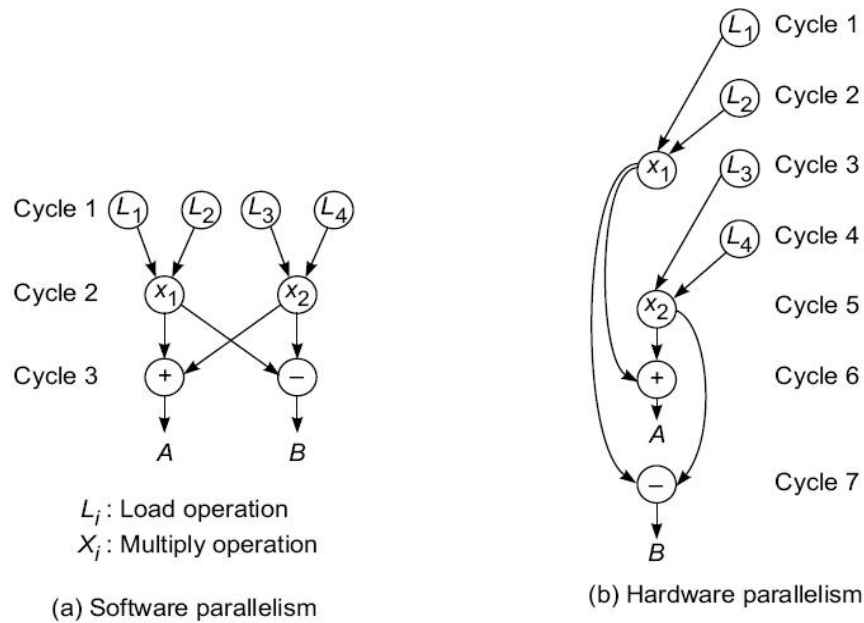 Cycle 1 L1 L2 L3 L4
Cycle 2 x1 x2
Cycle 3 + –
A B
Li : Load operation
Xi : Multiply operation
(a) Software parallelism
L1 Cycle 1
L2 Cycle 2
x1 L3 Cycle 3
L4 Cycle 4
x2 Cycle 5
+ Cycle 6
A
– Cycle 7
B
(b) Hardware parallelism